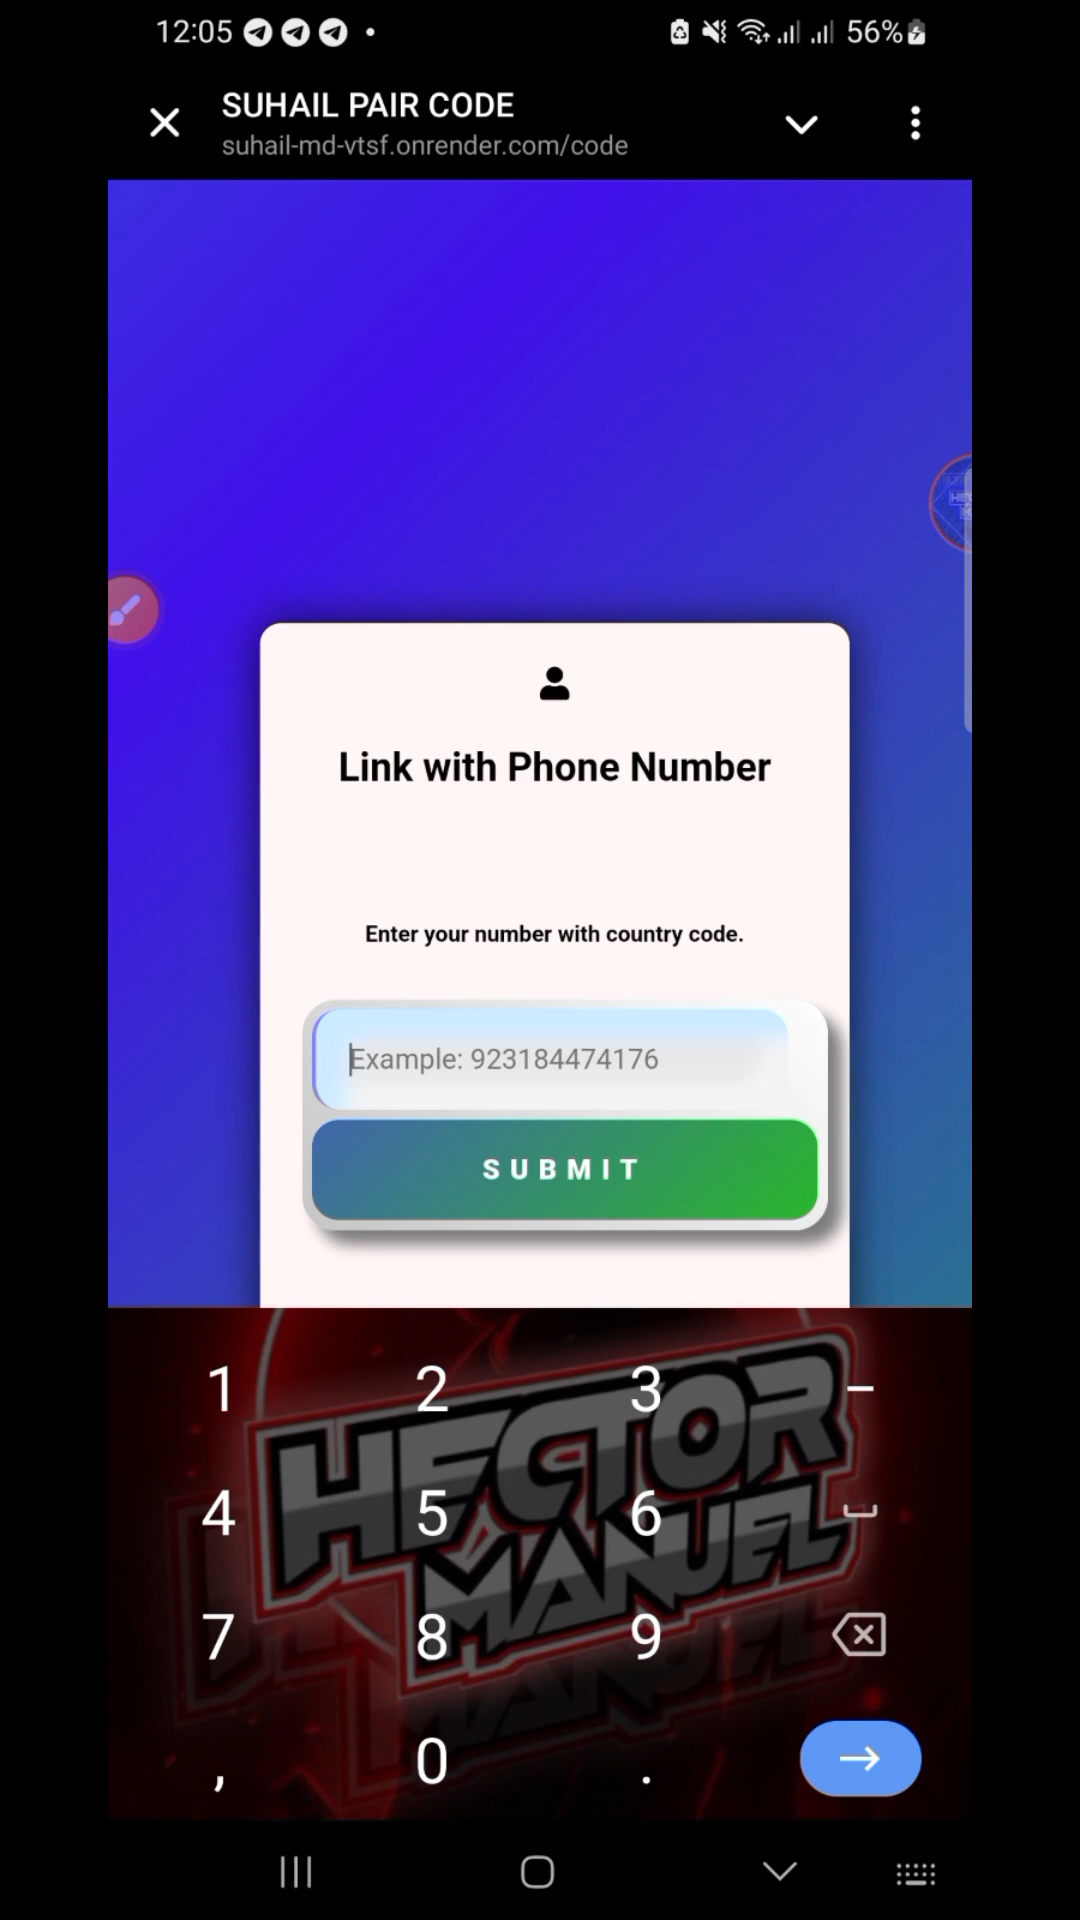 12:05
56%
SUHAIL PAIR CODE
suhail-md-vtsf.onrender.com/code
Link with Phone Number
Enter your number with country code.
Example: 923184474176
SUBMIT
1 2 3 –
4 5 6
7 8 9
, 0 .
HECTOR
MANUEL